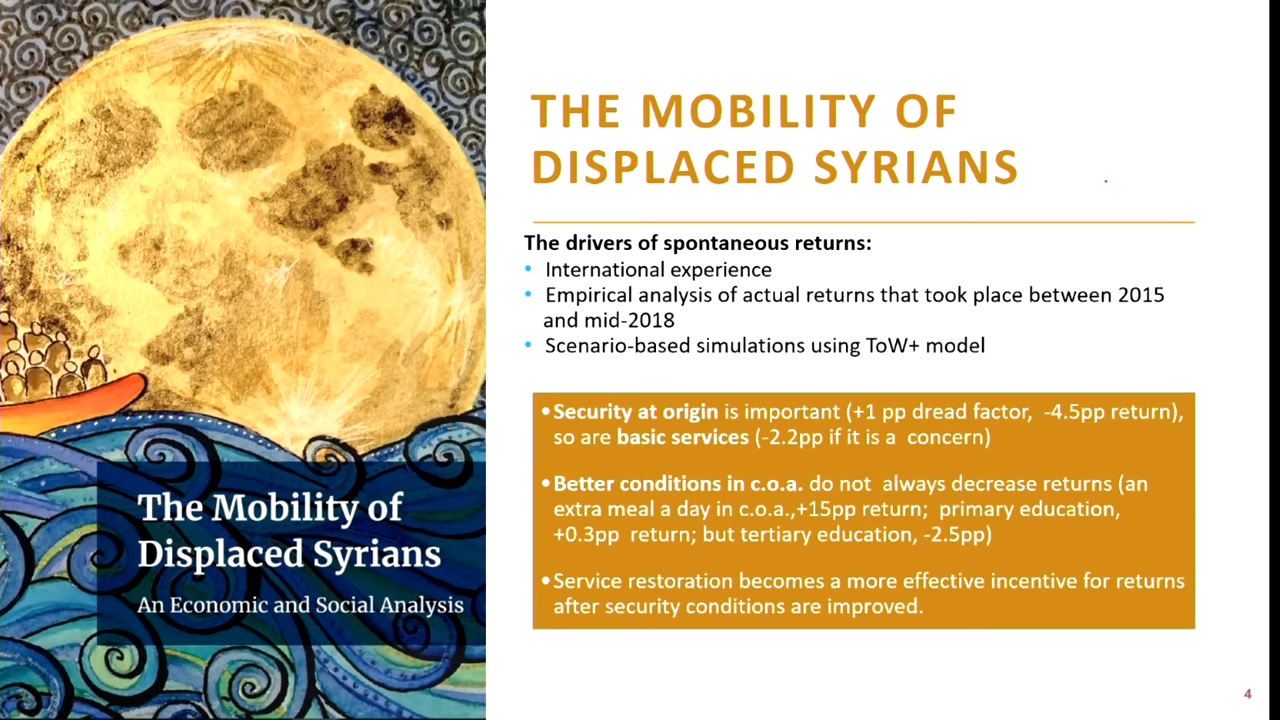 The Mobility of
Displaced Syrians
An Economic and Social Analysis
THE MOBILITY OF
DISPLACED SYRIANS
The drivers of spontaneous returns:
• International experience
• Empirical analysis of actual returns that took place between 2015
and mid-2018
• Scenario-based simulations using ToW+ model
•Security at origin is important (+1 pp dread factor, -4.5pp return),
so are basic services (-2.2pp if it is a concern)
•Better conditions in c.o.a. do not always decrease returns (an
extra meal a day in c.o.a.,+15pp return; primary education,
+0.3pp return; but tertiary education, -2.5pp)
•Service restoration becomes a more effective incentive for returns
after security conditions are improved.
4